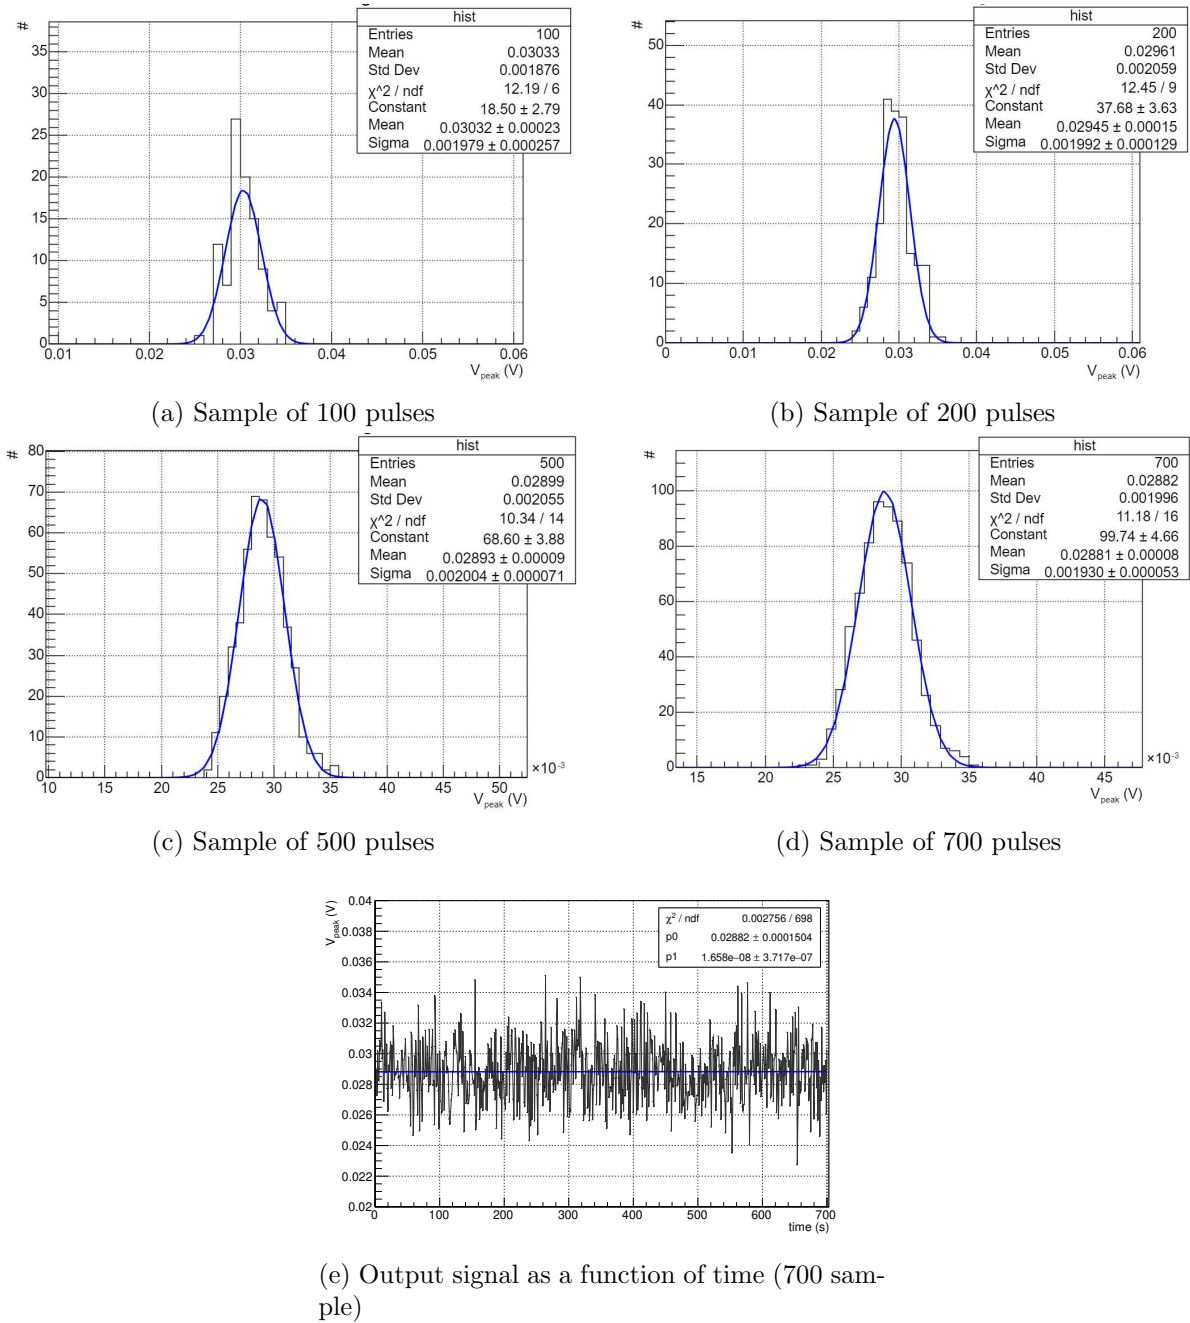 hist
Entries 100
Mean 0.03033
Std Dev 0.001876
χ^2 / ndf 12.19 / 6
Constant 18.50 ± 2.79
Mean 0.03032 ± 0.00023
Sigma 0.001979 ± 0.000257
#
35
30
25
20
15
10
5
0
0.01 0.02 0.03 0.04 0.05 0.06
V_peak (V)
(a) Sample of 100 pulses
hist
Entries 200
Mean 0.02961
Std Dev 0.002059
χ^2 / ndf 12.45 / 9
Constant 37.68 ± 3.63
Mean 0.02945 ± 0.00015
Sigma 0.001992 ± 0.000129
#
50
40
30
20
10
0
0 0.01 0.02 0.03 0.04 0.05 0.06
V_peak (V)
(b) Sample of 200 pulses
hist
Entries 500
Mean 0.02899
Std Dev 0.002055
χ^2 / ndf 10.34 / 14
Constant 68.60 ± 3.88
Mean 0.02893 ± 0.00009
Sigma 0.002004 ± 0.000071
#
80
70
60
50
40
30
20
10
0
10 15 20 25 30 35 40 45 50
×10⁻³
V_peak (V)
(c) Sample of 500 pulses
hist
Entries 700
Mean 0.02882
Std Dev 0.001996
χ^2 / ndf 11.18 / 16
Constant 99.74 ± 4.66
Mean 0.02881 ± 0.00008
Sigma 0.001930 ± 0.000053
#
100
80
60
40
20
0
15 20 25 30 35 40 45
×10⁻³
V_peak (V)
(d) Sample of 700 pulses
V_peak (V)
0.04
0.038
0.036
0.034
0.032
0.03
0.028
0.026
0.024
0.022
0.02
χ² / ndf 0.002756 / 698
p0 0.02882 ± 0.0001504
p1 1.658e−08 ± 3.717e−07
0 100 200 300 400 500 600 700
time (s)
(e) Output signal as a function of time (700 sam-
ple)